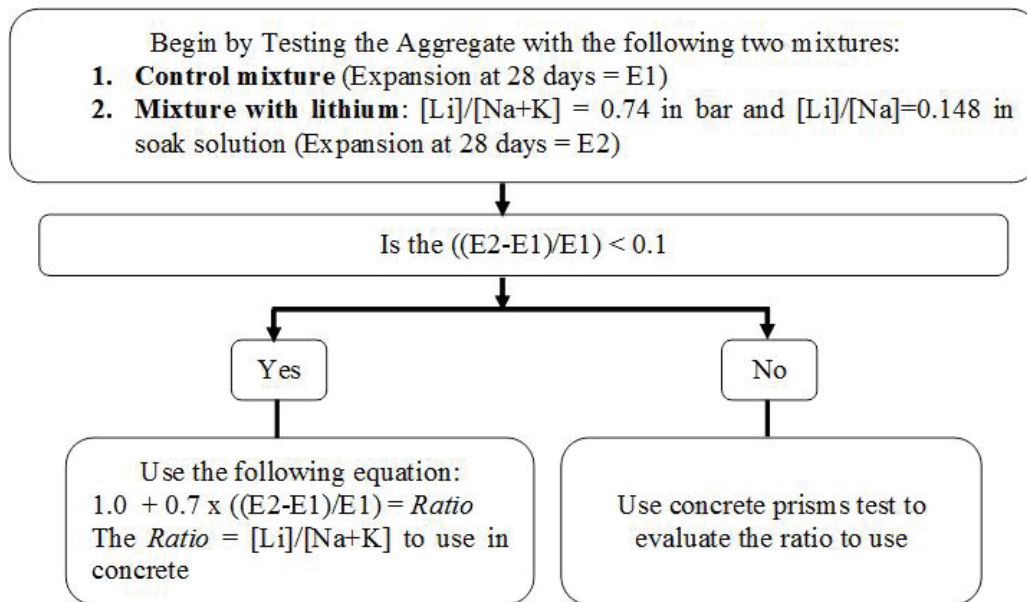 Begin by Testing the Aggregate with the following two mixtures:
1. Control mixture (Expansion at 28 days = E1)
2. Mixture with lithium: [Li]/[Na+K] = 0.74 in bar and [Li]/[Na]=0.148 in
soak solution (Expansion at 28 days = E2)
Is the ((E2-E1)/E1) < 0.1
Yes
No
Use the following equation:
1.0 + 0.7 x ((E2-E1)/E1) = Ratio
The Ratio = [Li]/[Na+K] to use in
concrete
Use concrete prisms test to
evaluate the ratio to use